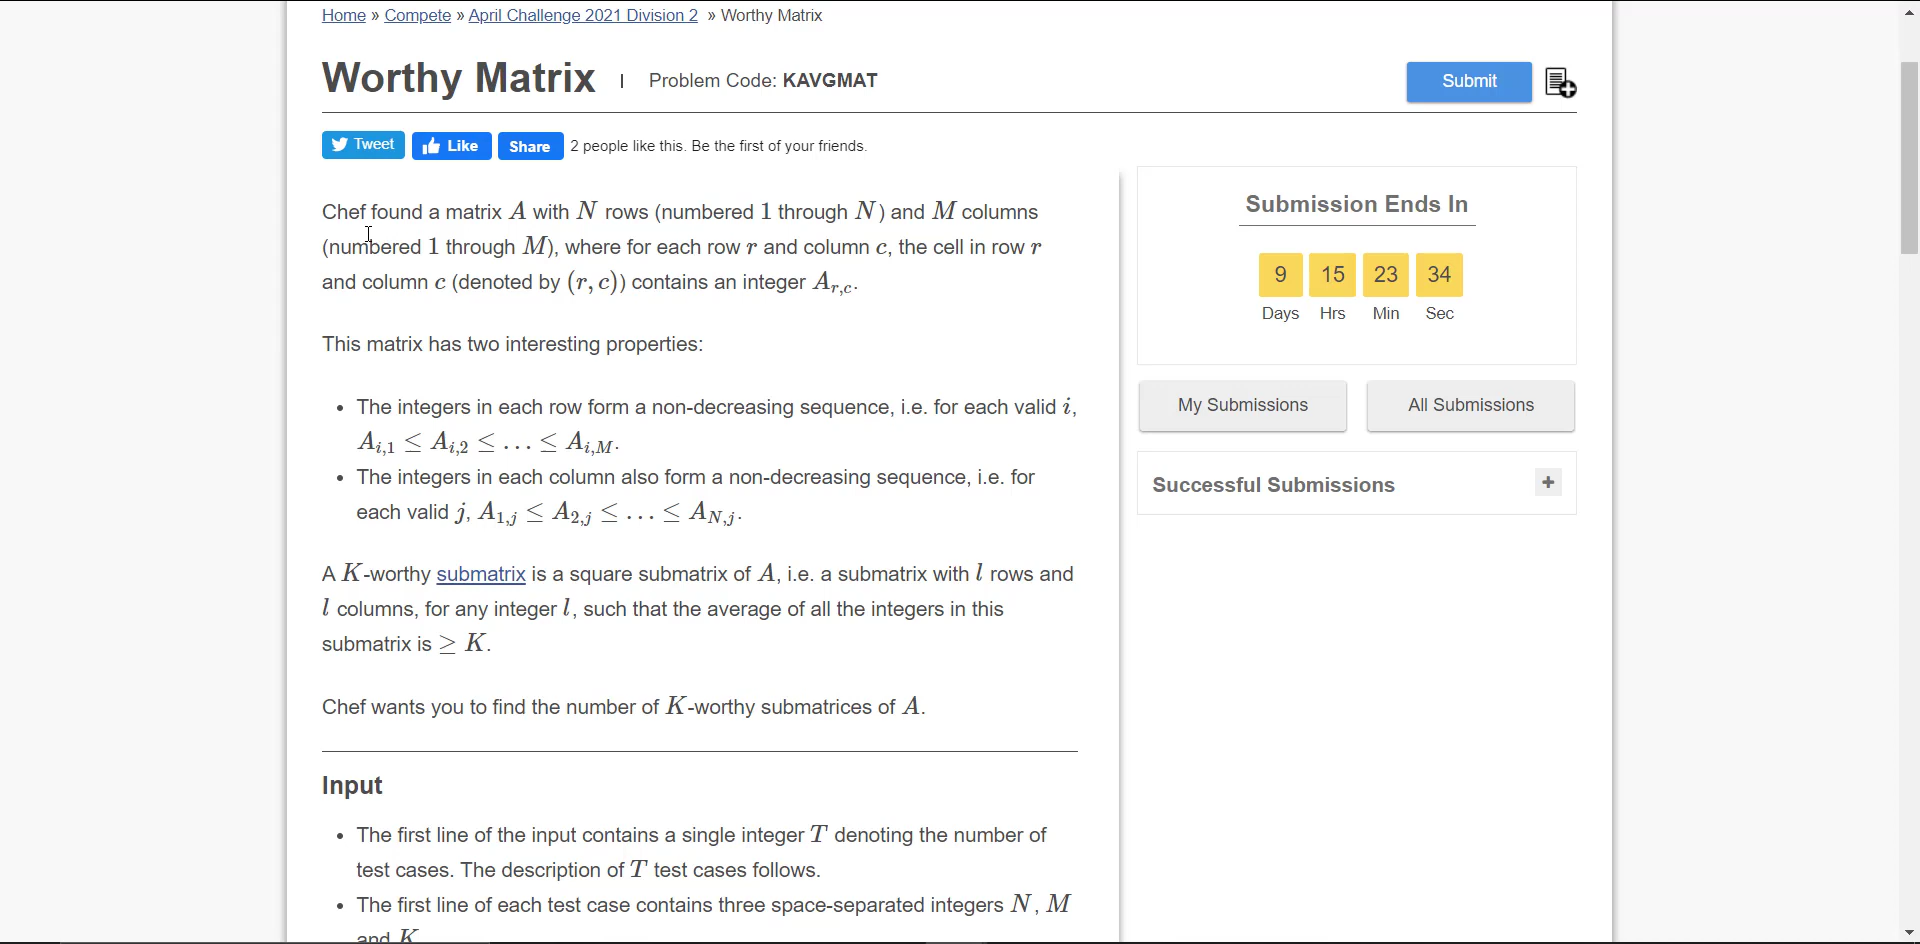 Home » Compete » April Challenge 2021 Division 2 » Worthy Matrix
Worthy Matrix | Problem Code: KAVGMAT
Submit
Tweet Like Share 2 people like this. Be the first of your friends.
Chef found a matrix A with N rows (numbered 1 through N) and M columns
(numbered 1 through M), where for each row r and column c, the cell in row r
and column c (denoted by (r, c)) contains an integer A_{r,c}.
This matrix has two interesting properties:
• The integers in each row form a non-decreasing sequence, i.e. for each valid i,
A_{i,1} ≤ A_{i,2} ≤ … ≤ A_{i,M}.
• The integers in each column also form a non-decreasing sequence, i.e. for
each valid j, A_{1,j} ≤ A_{2,j} ≤ … ≤ A_{N,j}.
A K-worthy submatrix is a square submatrix of A, i.e. a submatrix with l rows and
l columns, for any integer l, such that the average of all the integers in this
submatrix is ≥ K.
Chef wants you to find the number of K-worthy submatrices of A.
Input
• The first line of the input contains a single integer T denoting the number of
test cases. The description of T test cases follows.
• The first line of each test case contains three space-separated integers N, M
and K
Submission Ends In
9 15 23 34
Days Hrs Min Sec
My Submissions All Submissions
Successful Submissions +